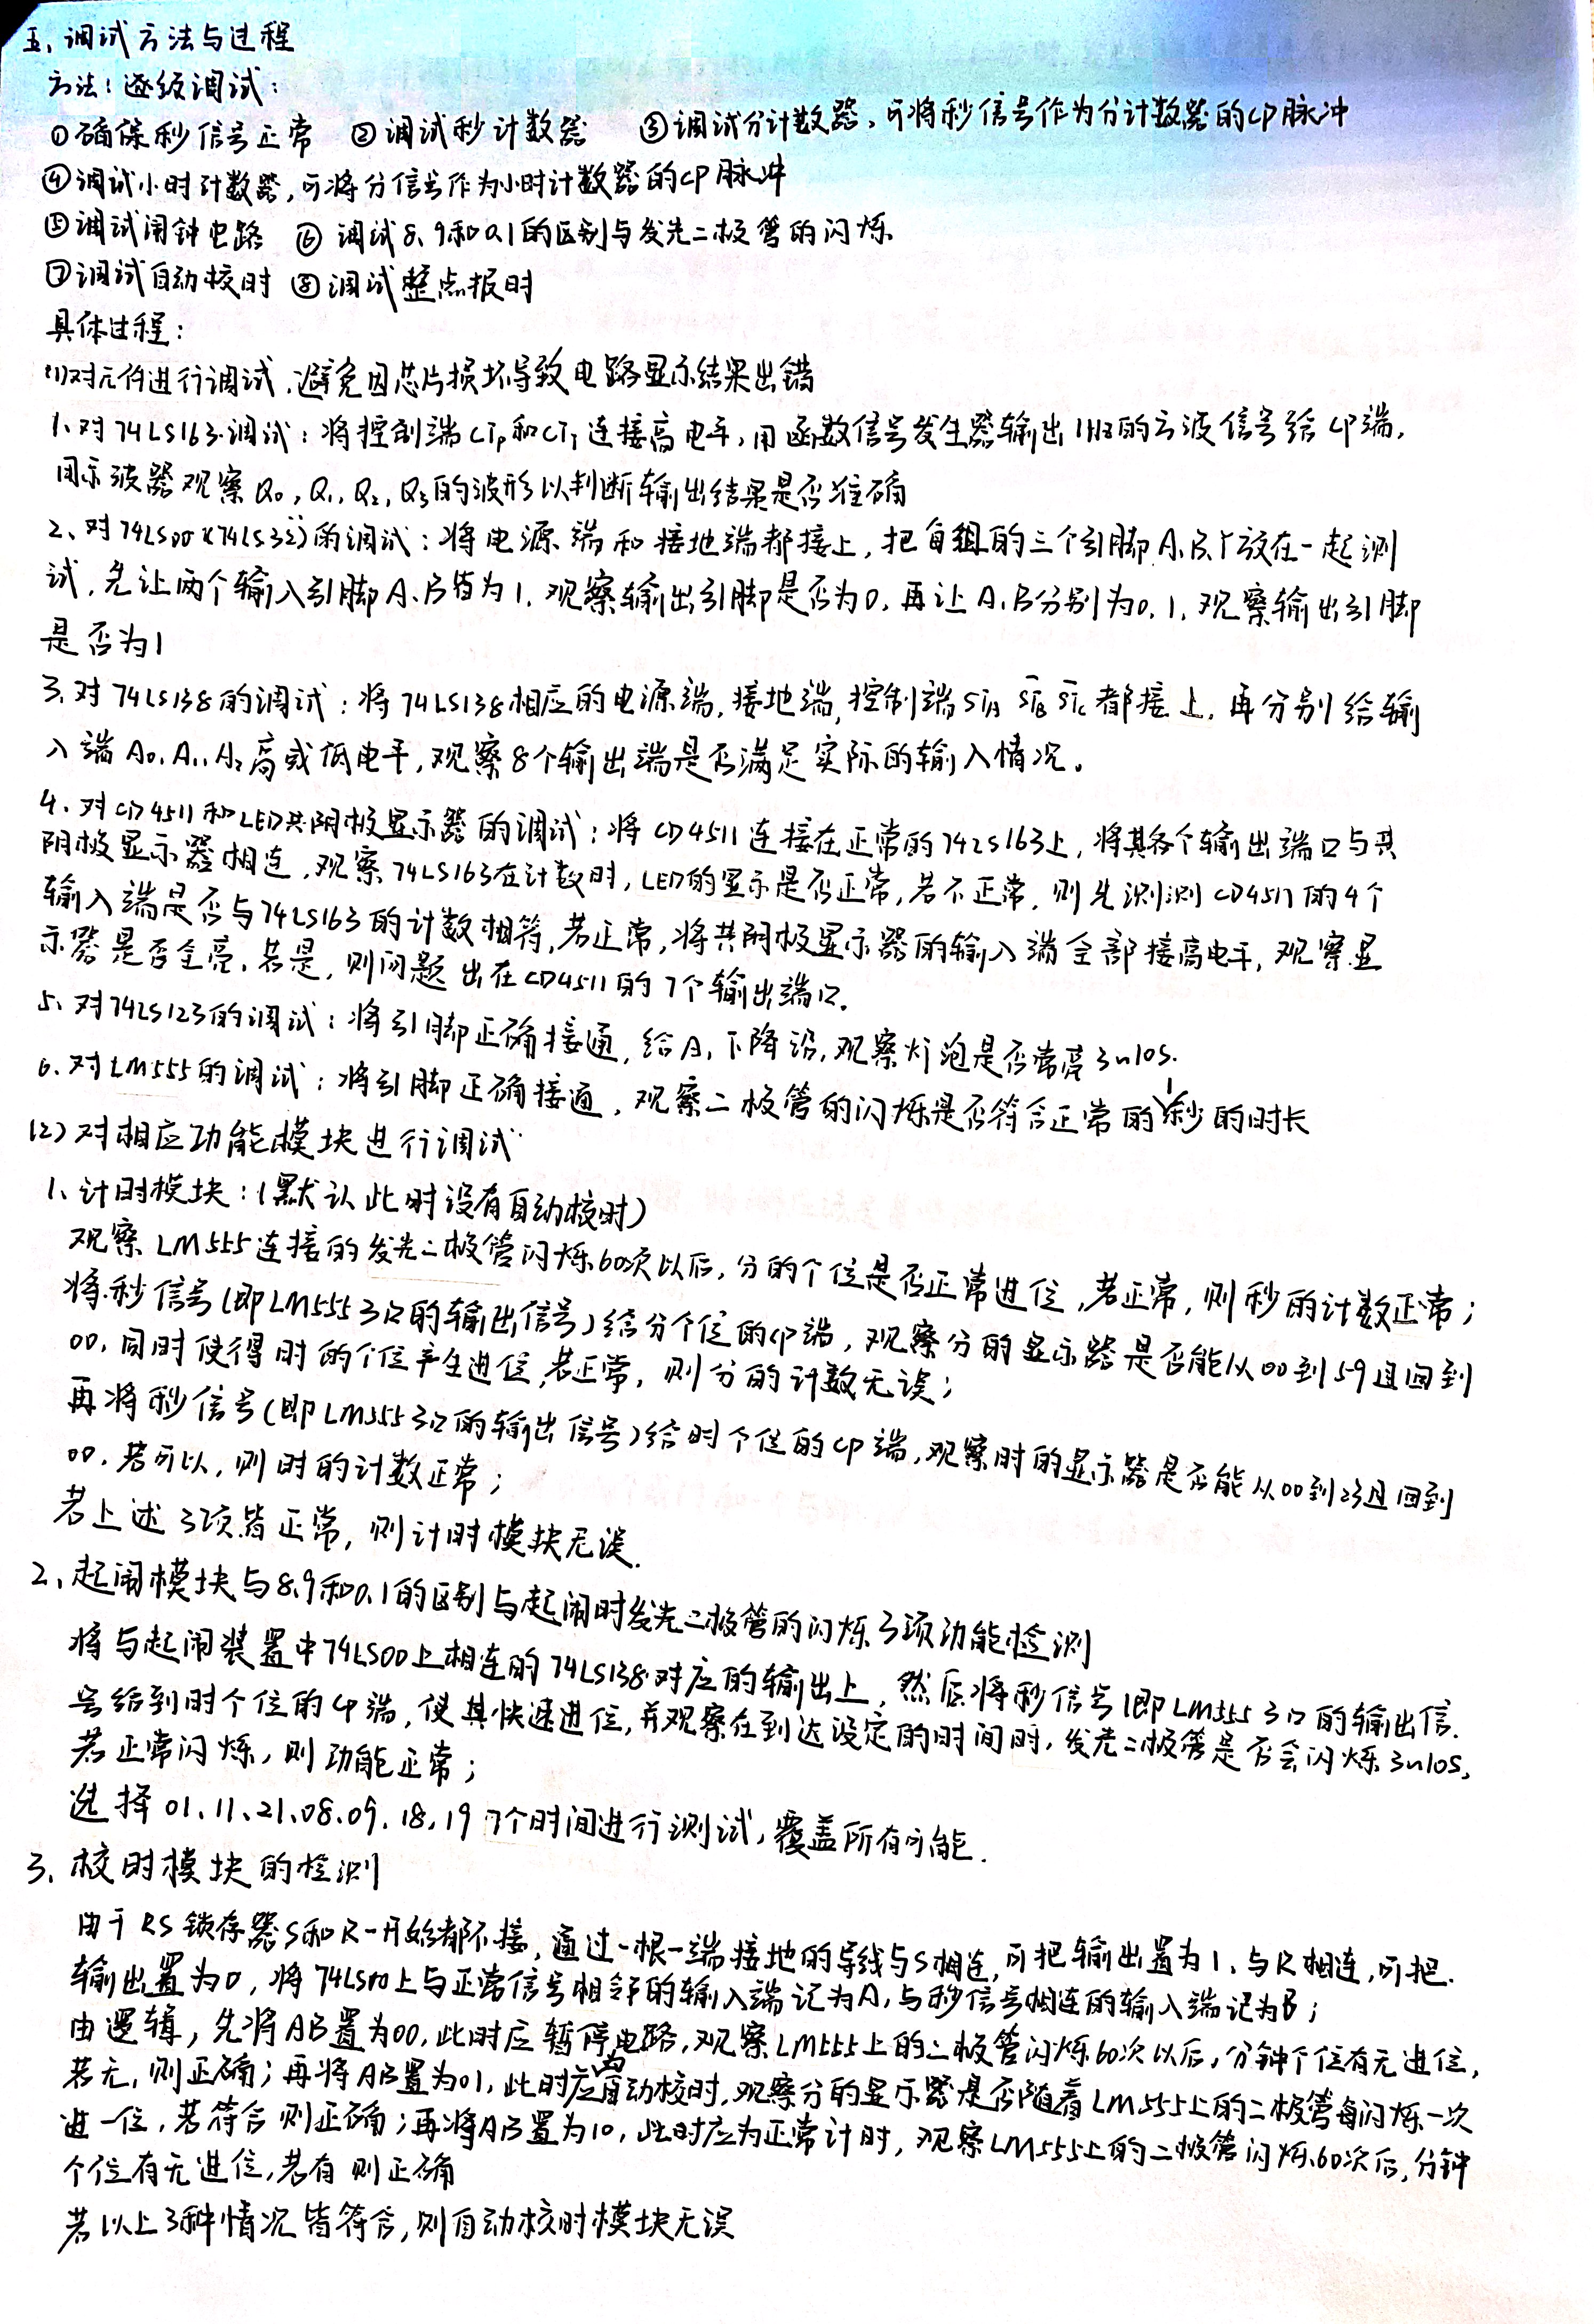 五、调试方法与过程
方法：逐级调试：
①确保秒信号正常 ②调试秒计数器 ③调试分计数器，可将秒信号作为分计数器的CP脉冲
④调试小时计数器，可将分信号作为小时计数器的CP脉冲
⑤调试闹钟电路 ⑥调试8、9和0、1的区别与发光二极管的闪烁
⑦调试自动校时 ⑧调试整点报时
具体过程：
(1)对元件进行调试，避免因芯片损坏导致电路显示结果出错
1、对74LS163调试：将控制端CTp和CTT连接高电平，用函数信号发生器输出1Hz的方波信号给CP端，
用示波器观察Q0，Q1，Q2，Q3的波形以判断输出结果是否准确
2、对74LS00(74LS32)的调试：将电源端和接地端都接上，把每组的三个引脚A、B、Y放在一起测
试，先让两个输入引脚A、B皆为1，观察输出引脚是否为0，再让A、B分别为0、1，观察输出引脚
是否为1
3、对74LS138的调试：将74LS138相应的电源端，接地端，控制端STA S̅T̅B̅ S̅T̅C̅都接上，再分别给输
入端A0、A1、A2高或低电平，观察8个输出端是否满足实际的输入情况。
4、对CD4511和LED共阴极显示器的调试：将CD4511连接在正常的74LS163上，将其各个输出端口与共
阴极显示器相连，观察74LS163在计数时，LED的显示是否正常，若不正常，则先测测CD4511的4个
输入端是否与74LS163的计数相符，若正常，将共阴极显示器的输入端全部接高电平，观察显
示器是否全亮，若是，则问题出在CD4511的7个输出端口。
5、对74LS123的调试：将引脚正确接通，给A，下降沿，观察灯泡是否常亮3~10s.
6、对LM555的调试：将引脚正确接通，观察二极管的闪烁是否符合正常的1秒的时长
(2)对相应功能模块进行调试
1、计时模块：(默认此时没有自动校时)
观察LM555连接的发光二极管闪烁60次以后，分的个位是否正常进位，若正常，则秒的计数正常；
将秒信号(即LM555 3口的输出信号)给分个位的CP端，观察分的显示器是否能从00到59且回到
00，同时使得时的个位产生进位，若正常，则分的计数无误；
再将秒信号(即LM555 3口的输出信号)给时个位的CP端，观察时的显示器是否能从00到23且回到
00，若可以，则时的计数正常；
若上述3项皆正常，则计时模块无误.
2、起闹模块与8、9和0、1的区别与起闹时发光二极管的闪烁3项功能检测
将与起闹装置中74LS00上相连的74LS138对应的输出上，然后将秒信号(即LM555 3口的输出信
号给到时个位的CP端，使其快速进位，并观察在到达设定的时间时，发光二极管是否会闪烁3~10s，
若正常闪烁，则功能正常；
选择01、11、21、08、09、18、19 7个时间进行测试，覆盖所有可能.
3、校时模块的检测
由于RS锁存器S和R一开始都不接，通过一根一端接地的导线与S相连，可把输出置为1、与R相连，可把
输出置为0，将74LS00上与正常信号相邻的输入端记为A，与秒信号相连的输入端记为B；
由逻辑，先将AB置为00，此时应暂停电路，观察LM555上的二极管闪烁60次以后，分钟个位有无进位，
若无，则正确；再将AB置为01，此时应为自动校时，观察分的显示器是否随着LM555上的二极管每闪烁一次
进一位，若符合则正确；再将AB置为10，此时应为正常计时，观察LM555上的二极管闪烁60次后，分钟
个位有无进位，若有则正确
若以上3种情况皆符合，则自动校时模块无误